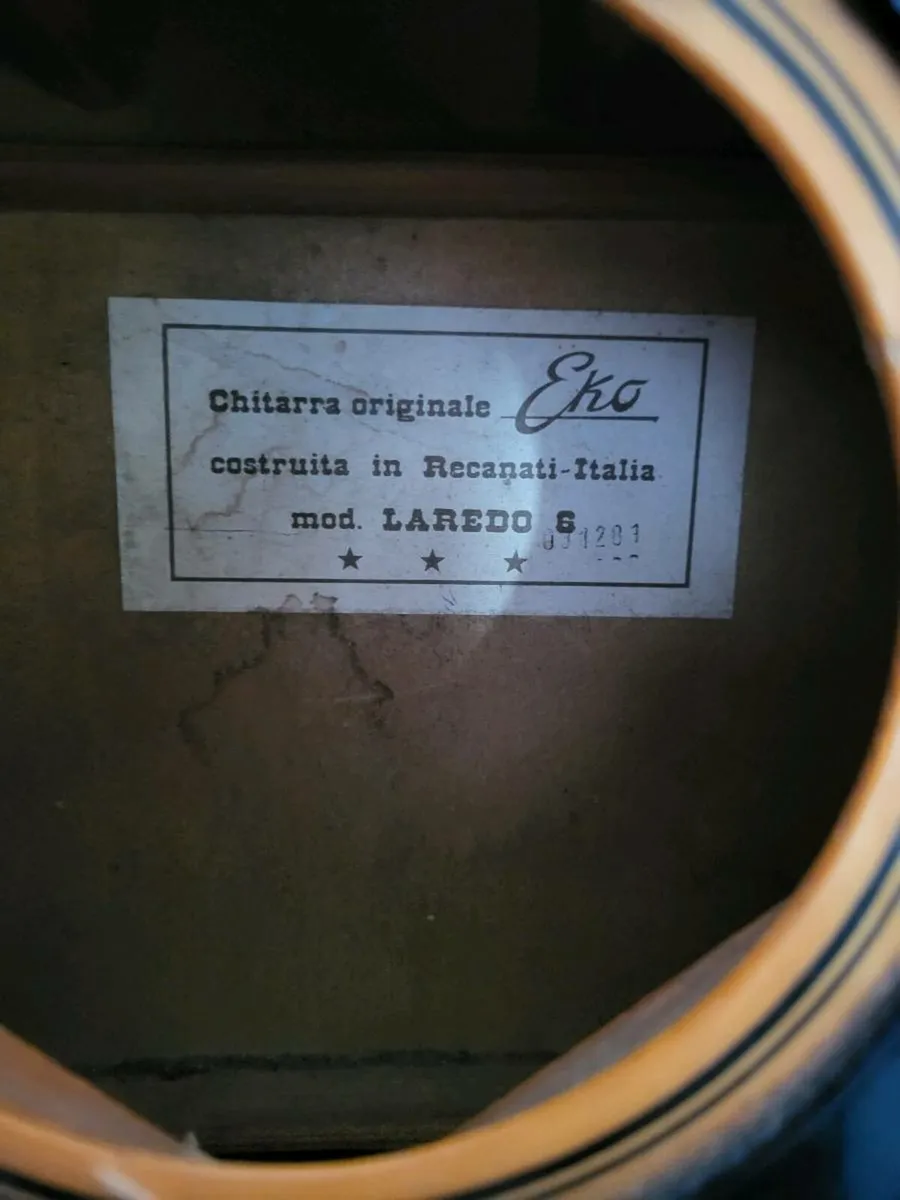 Chitarra originale Eko
costruita in Recanati-Italia
mod. LAREDO 6